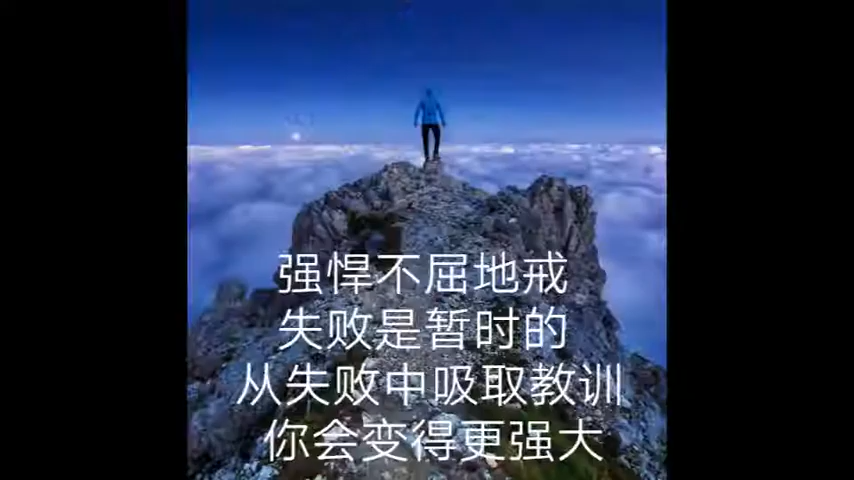 强悍不屈地戒
失败是暂时的
从失败中吸取教训
你会变得更强大